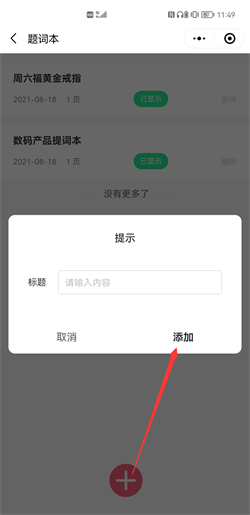 11:49
题词本
周六福黄金戒指
2021-08-18 1 页
已显示
删除
数码产品提词本
2021-08-18 1 页
已显示
删除
没有更多了
提示
标题
请输入内容
取消
添加